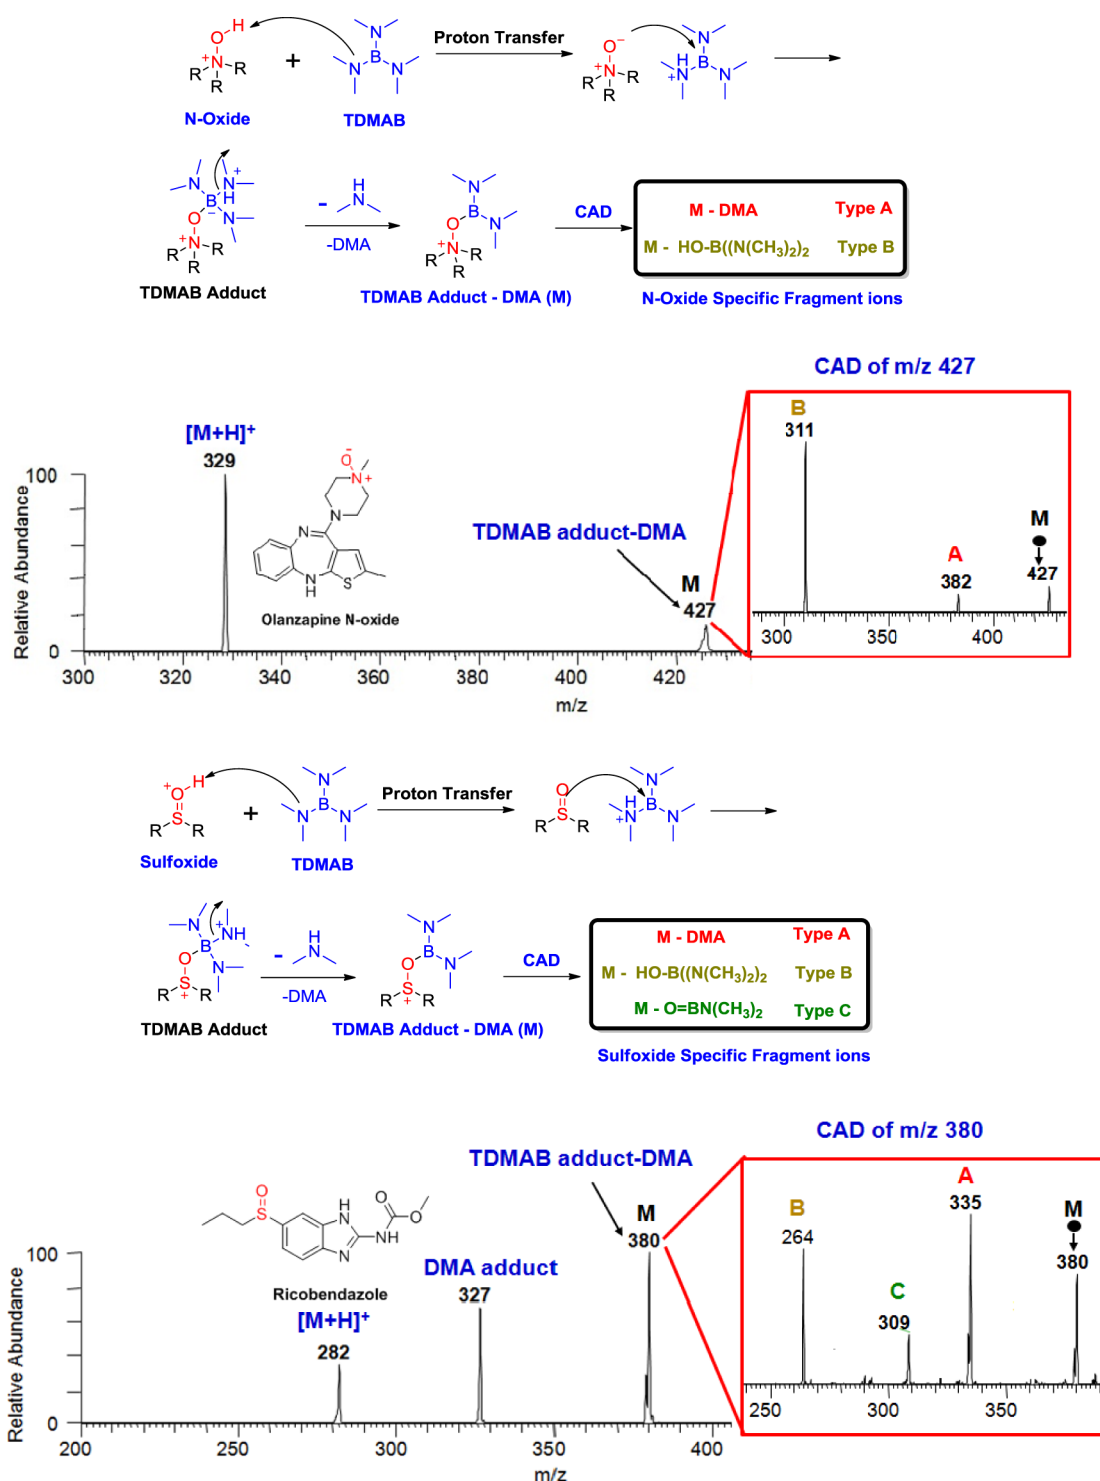 O H
N + R R R
+
N N B N
Proton Transfer
O−
N + R R R
H N + N B N
N-Oxide
TDMAB
N N + H B − N
O
N + R R R
- H N
-DMA
N B N
O
N + R R R
CAD
M - DMA Type A
M - HO-B((N(CH3)2)2 Type B
TDMAB Adduct
TDMAB Adduct - DMA (M)
N-Oxide Specific Fragment ions
CAD of m/z 427
B
311
M
A
382
427
300 350 400
[M+H]+
329
O −
N +
N
N
N H
S
Olanzapine N-oxide
TDMAB adduct-DMA
M
427
Relative Abundance
100
0
300 320 340 360 380 400 420
m/z
+ O H
S
R R
+
N B N N
Proton Transfer
O
S
R R
H N + B N N
Sulfoxide
TDMAB
N + NH B N
O
S +
R R
- H N
-DMA
N B N
O
S +
R R
CAD
M - DMA Type A
M - HO-B((N(CH3)2)2 Type B
M - O=BN(CH3)2 Type C
TDMAB Adduct
TDMAB Adduct - DMA (M)
Sulfoxide Specific Fragment ions
CAD of m/z 380
TDMAB adduct-DMA
A
335
B
264
M
380
C
309
250 300 350
O
S
H N
N
NH
O
O
Ricobendazole
[M+H]+
282
DMA adduct
327
M
380
Relative Abundance
100
0
200 250 300 350 400
m/z